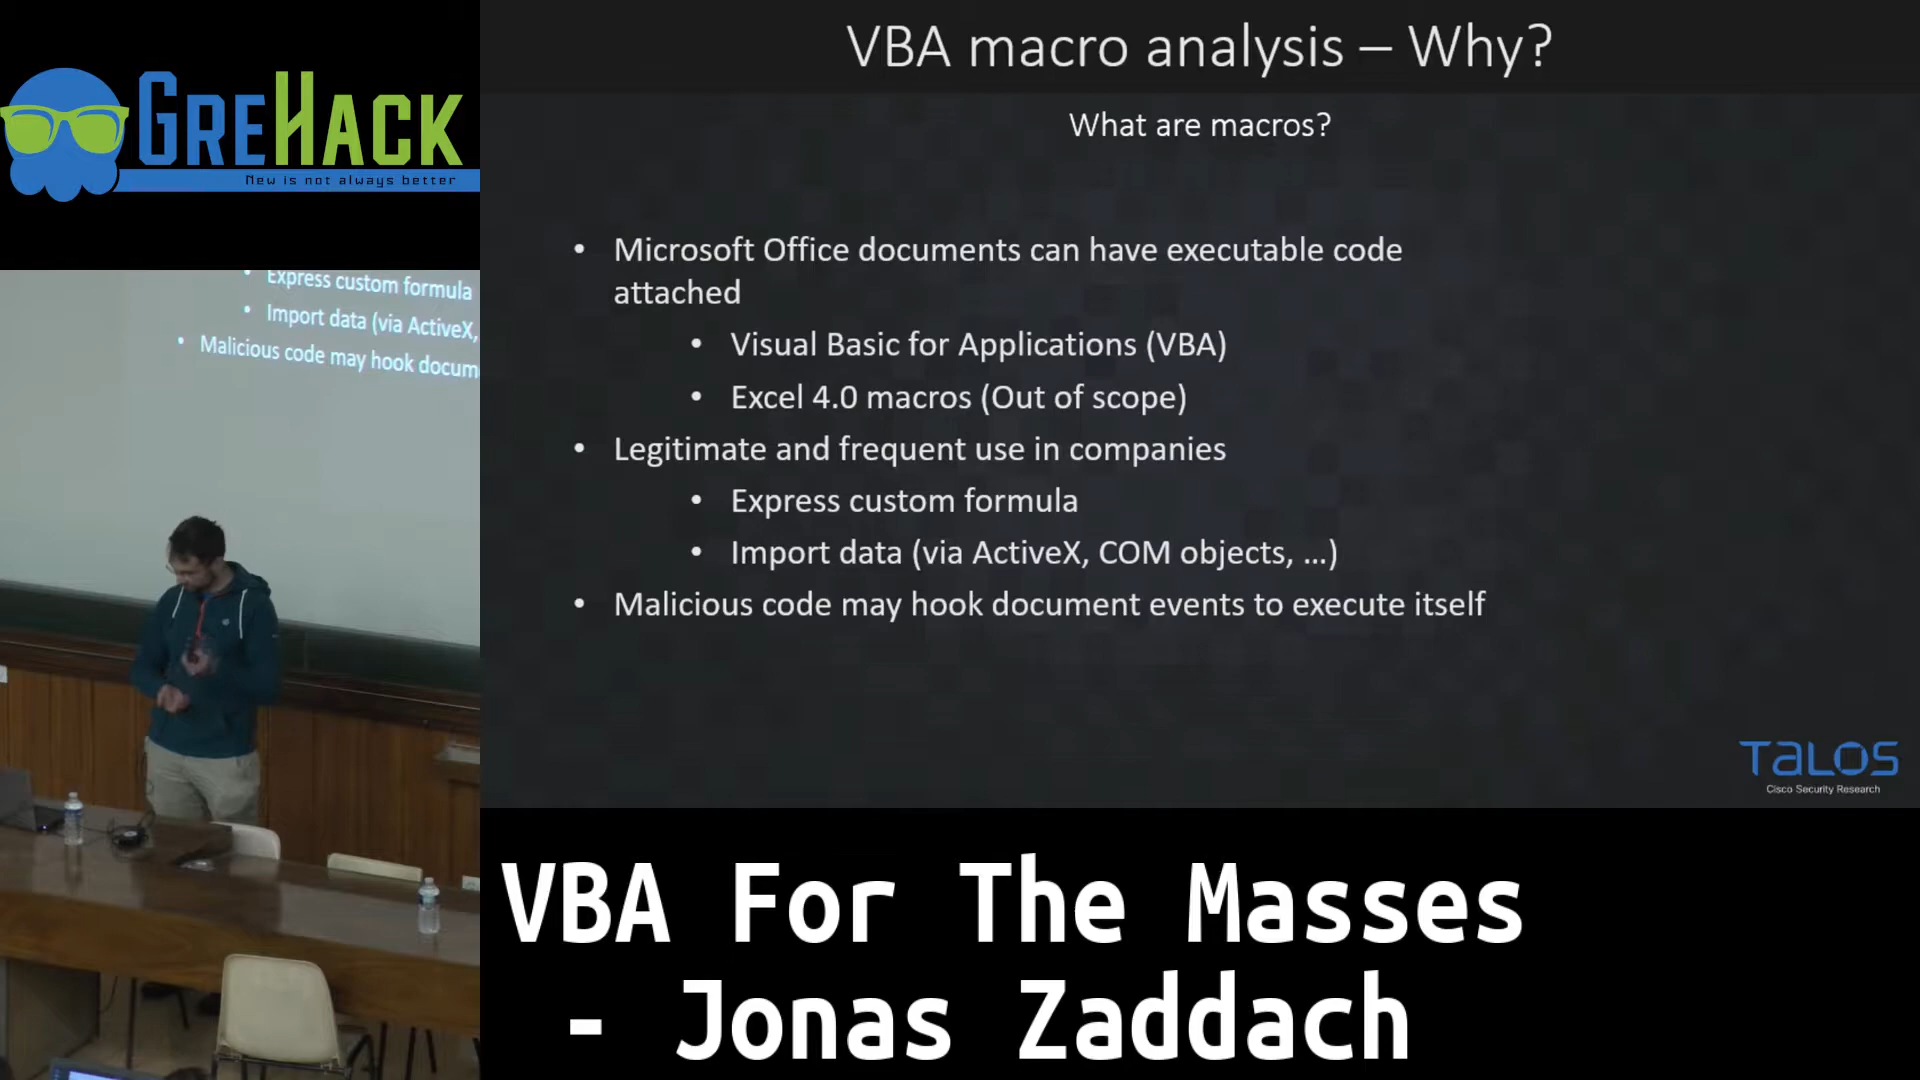 GREHACK
New is not always better
Express custom formula
Import data (via ActiveX,
Malicious code may hook docum
VBA macro analysis – Why?
What are macros?
• Microsoft Office documents can have executable code
attached
• Visual Basic for Applications (VBA)
• Excel 4.0 macros (Out of scope)
• Legitimate and frequent use in companies
• Express custom formula
• Import data (via ActiveX, COM objects, ...)
• Malicious code may hook document events to execute itself
TALOS
Cisco Security Research
VBA For The Masses
- Jonas Zaddach